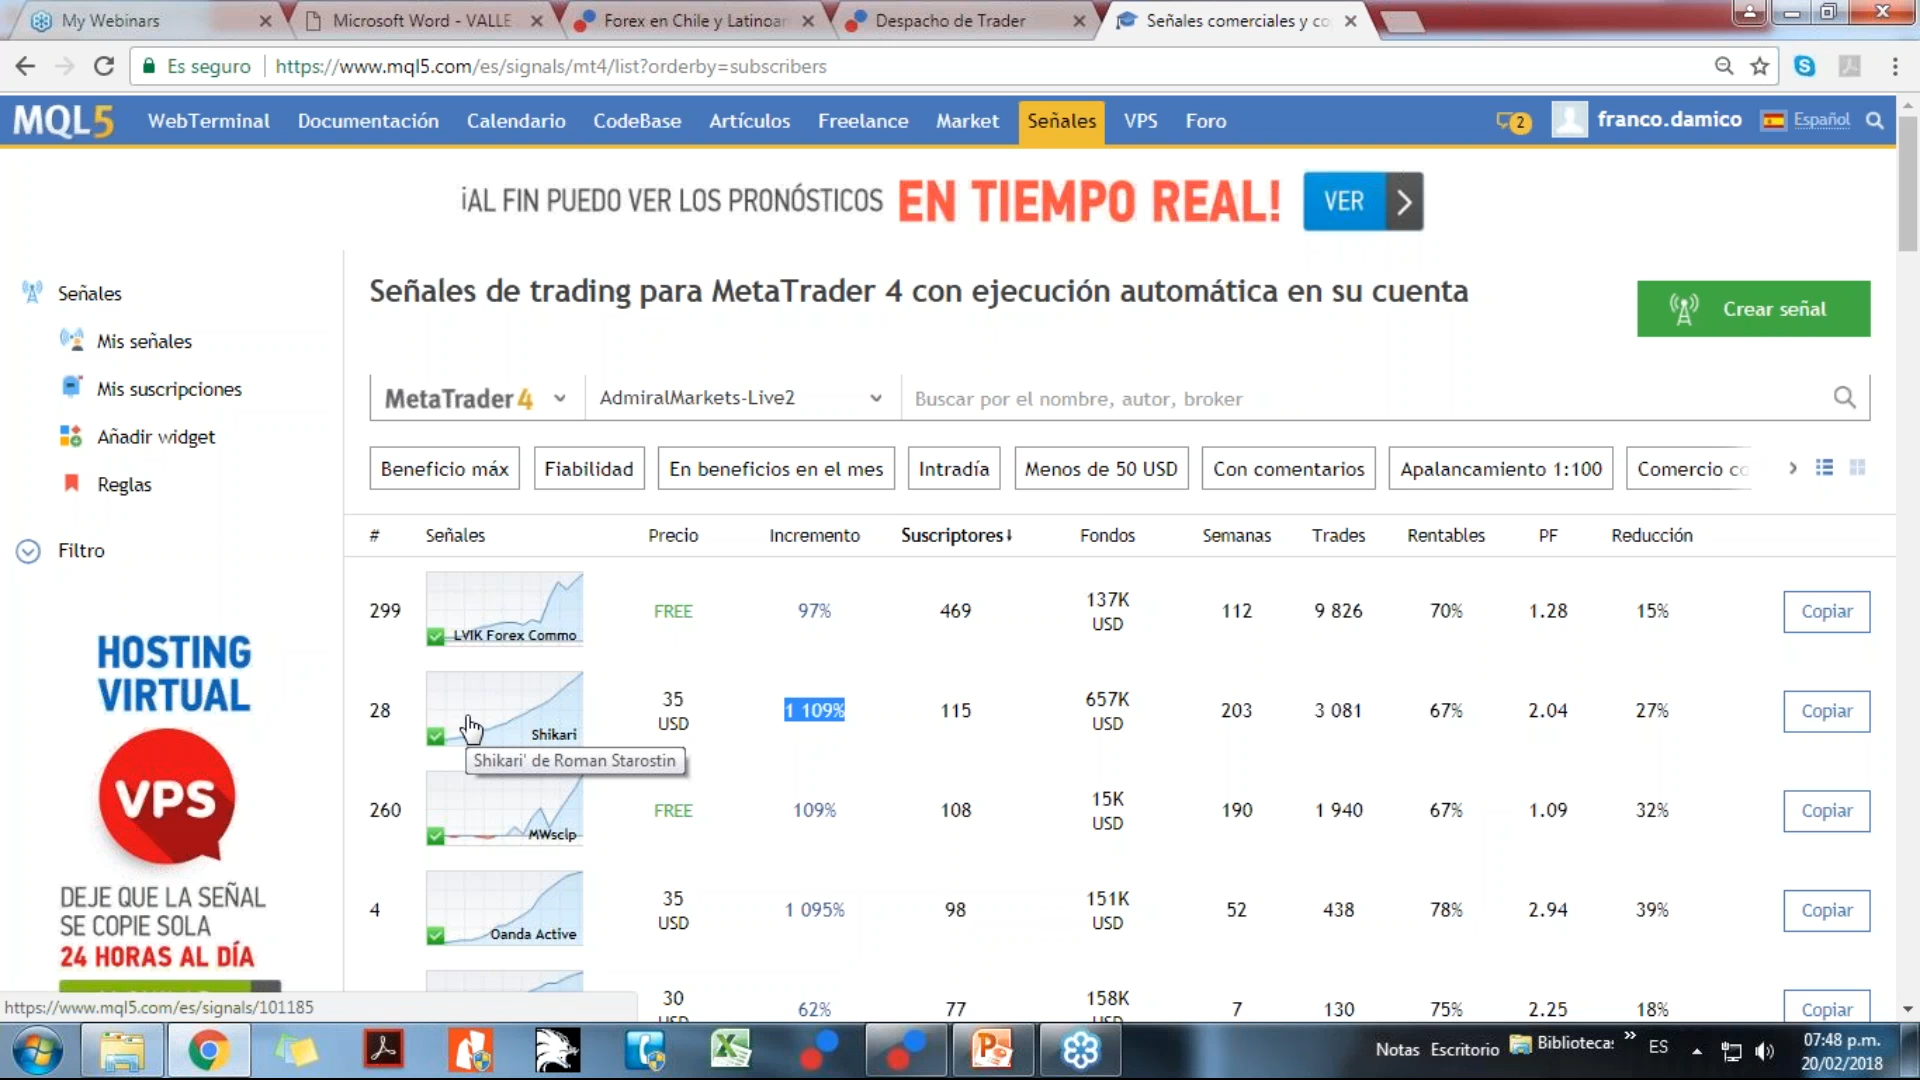 My Webinars
Microsoft Word - VALLE
Forex en Chile y Latinoar
Despacho de Trader
Señales comerciales y co
Es seguro
https://www.mql5.com/es/signals/mt4/list?orderby=subscribers
MQL5
WebTerminal
Documentación
Calendario
CodeBase
Artículos
Freelance
Market
Señales
VPS
Foro
2
franco.damico
Español
¡AL FIN PUEDO VER LOS PRONÓSTICOS EN TIEMPO REAL!
VER
Señales
Mis señales
Mis suscripciones
Añadir widget
Reglas
Filtro
HOSTING
VIRTUAL
VPS
DEJE QUE LA SEÑAL
SE COPIE SOLA
24 HORAS AL DÍA
Señales de trading para MetaTrader 4 con ejecución automática en su cuenta
Crear señal
MetaTrader 4
AdmiralMarkets-Live2
Buscar por el nombre, autor, broker
Beneficio máx
Fiabilidad
En beneficios en el mes
Intradía
Menos de 50 USD
Con comentarios
Apalancamiento 1:100
Comercio co
# Señales Precio Incremento Suscriptores↓ Fondos Semanas Trades Rentables PF Reducción
299 LVIK Forex Commo FREE 97% 469 137K USD 112 9 826 70% 1.28 15% Copiar
28 Shikari 35 USD 1 109% 115 657K USD 203 3 081 67% 2.04 27% Copiar
Shikari' de Roman Starostin
260 MWsclp FREE 109% 108 15K USD 190 1 940 67% 1.09 32% Copiar
4 Oanda Active 35 USD 1 095% 98 151K USD 52 438 78% 2.94 39% Copiar
30 USD 62% 77 158K USD 7 130 75% 2.25 18% Copiar
https://www.mql5.com/es/signals/101185
Notas
Escritorio
Bibliotecas
»
ES
07:48 p.m.
20/02/2018